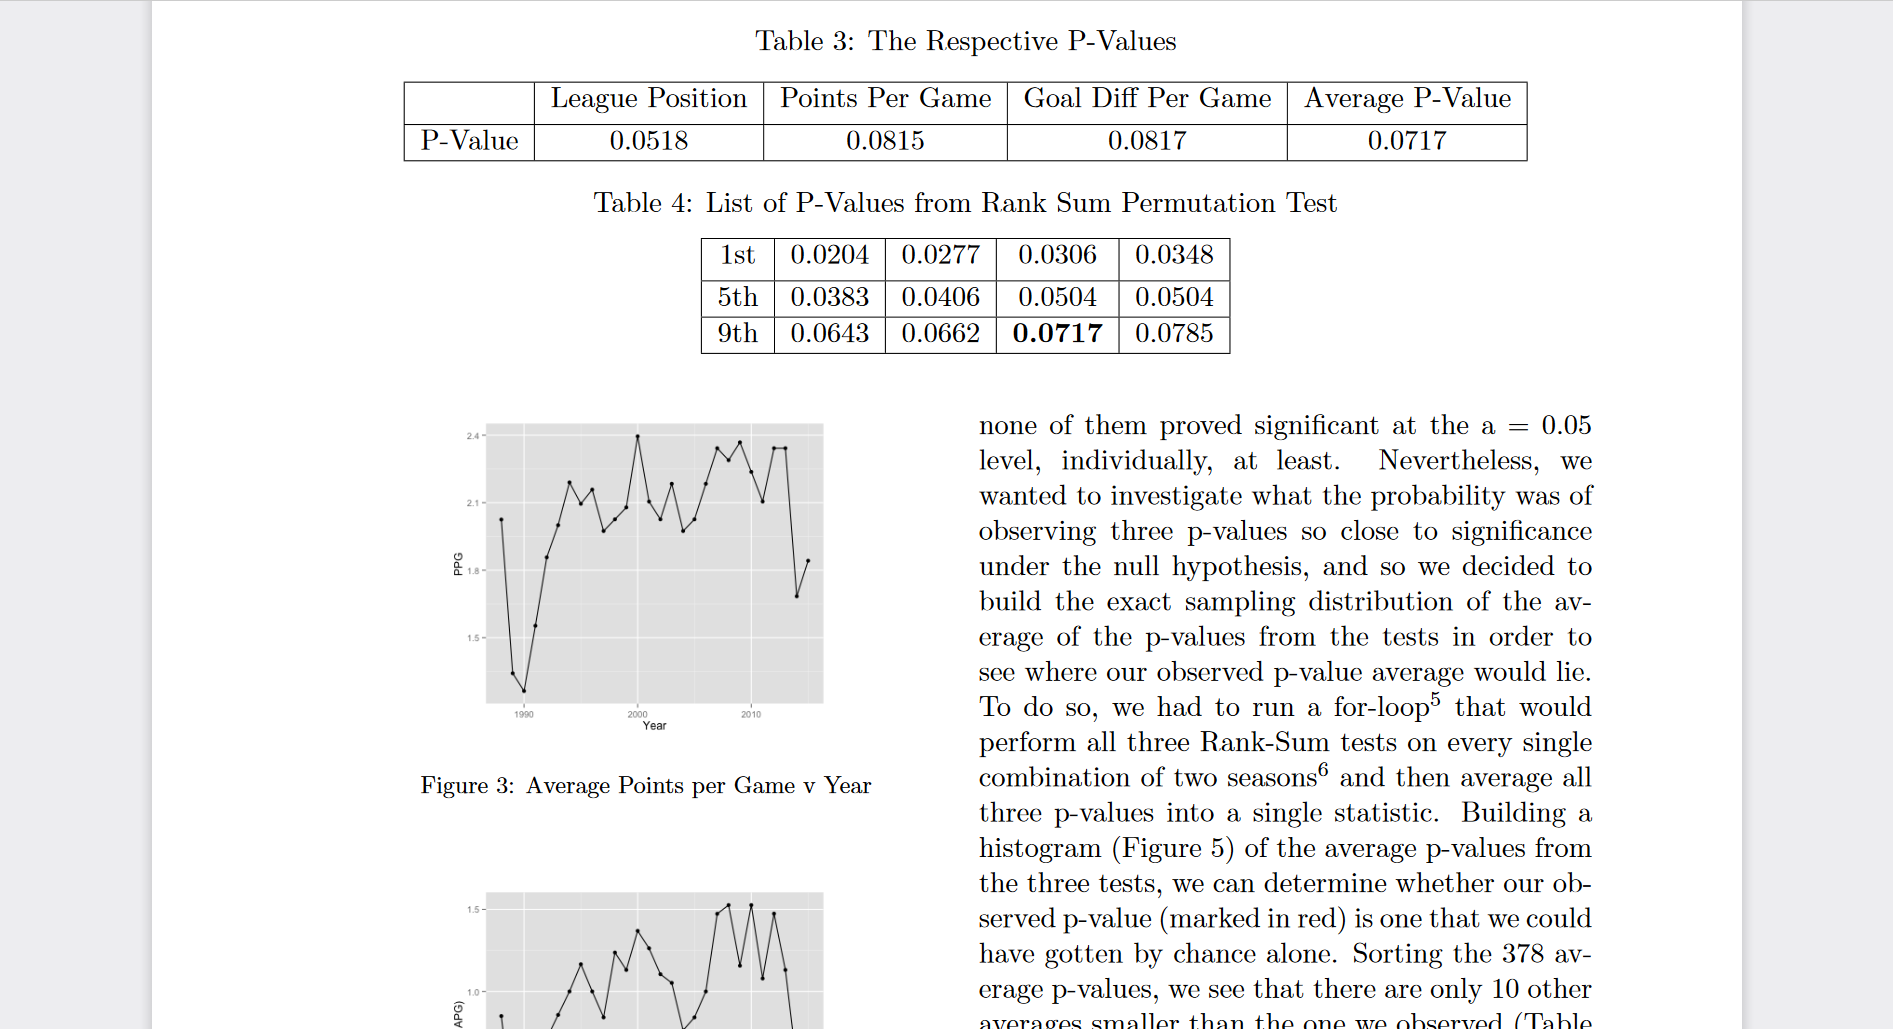 Table 3: The Respective P-Values
League Position Points Per Game Goal Diff Per Game Average P-Value
P-Value 0.0518 0.0815 0.0817 0.0717
Table 4: List of P-Values from Rank Sum Permutation Test
1st 0.0204 0.0277 0.0306 0.0348
5th 0.0383 0.0406 0.0504 0.0504
9th 0.0643 0.0662 0.0717 0.0785
2.4
2.1
1.8
1.5
PPG
1990 2000 2010
Year
Figure 3: Average Points per Game v Year
1.5
1.0
APG)
none of them proved significant at the a = 0.05
level, individually, at least. Nevertheless, we
wanted to investigate what the probability was of
observing three p-values so close to significance
under the null hypothesis, and so we decided to
build the exact sampling distribution of the av-
erage of the p-values from the tests in order to
see where our observed p-value average would lie.
To do so, we had to run a for-loop5 that would
perform all three Rank-Sum tests on every single
combination of two seasons6 and then average all
three p-values into a single statistic. Building a
histogram (Figure 5) of the average p-values from
the three tests, we can determine whether our ob-
served p-value (marked in red) is one that we could
have gotten by chance alone. Sorting the 378 av-
erage p-values, we see that there are only 10 other
averages smaller than the one we observed (Table